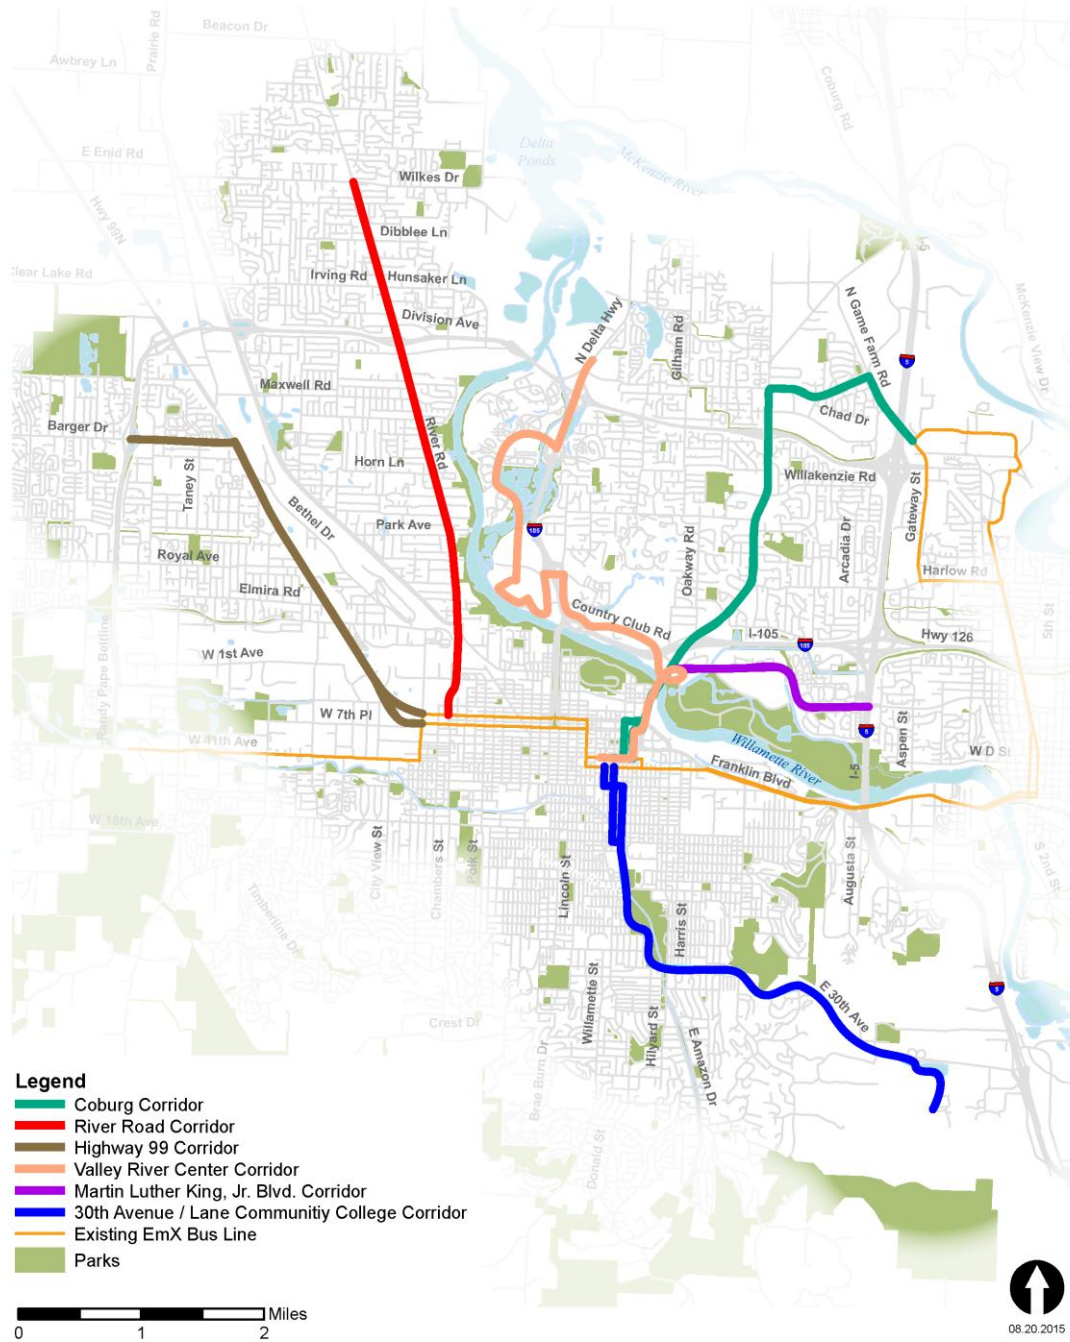 Beacon Dr
Prairie Rd
Awbrey Ln
Coburg Rd
E Enid Rd
Delta
Ponds
McKenzie River
Wilkes Dr
Hwy 99N
Dibblee Ln
I-5
Clear Lake Rd
Irving Rd
Hunsaker Ln
N Game Farm Rd
McKenzie View Dr
Division Ave
N Delta Hwy
Gilham Rd
5
Maxwell Rd
Chad Dr
Barger Dr
River Rd
Horn Ln
Taney St
Willakenzie Rd
Gateway St
Bethel Dr
Park Ave
105
Oakway Rd
Arcadia Dr
Royal Ave
Harlow Rd
Elmira Rd
Country Club Rd
5th St
I-105
105
Hwy 126
W 1st Ave
Randy Pape Beltline
W 7th Pl
5
Aspen St
W 11th Ave
Willamette River
W D St
Franklin Blvd
I-5
W 18th Ave
City View St
Chambers St
Polk St
Lincoln St
Augusta St
S 2nd St
Timberline Dr
Harris St
Willamette St
E 30th Ave
5
Crest Dr
Hilyard St
E Amazon Dr
Brae Burn Dr
Donald St
Legend
Coburg Corridor
River Road Corridor
Highway 99 Corridor
Valley River Center Corridor
Martin Luther King, Jr. Blvd. Corridor
30th Avenue / Lane Communitiy College Corridor
Existing EmX Bus Line
Parks
Miles
0 1 2
08.20.2015